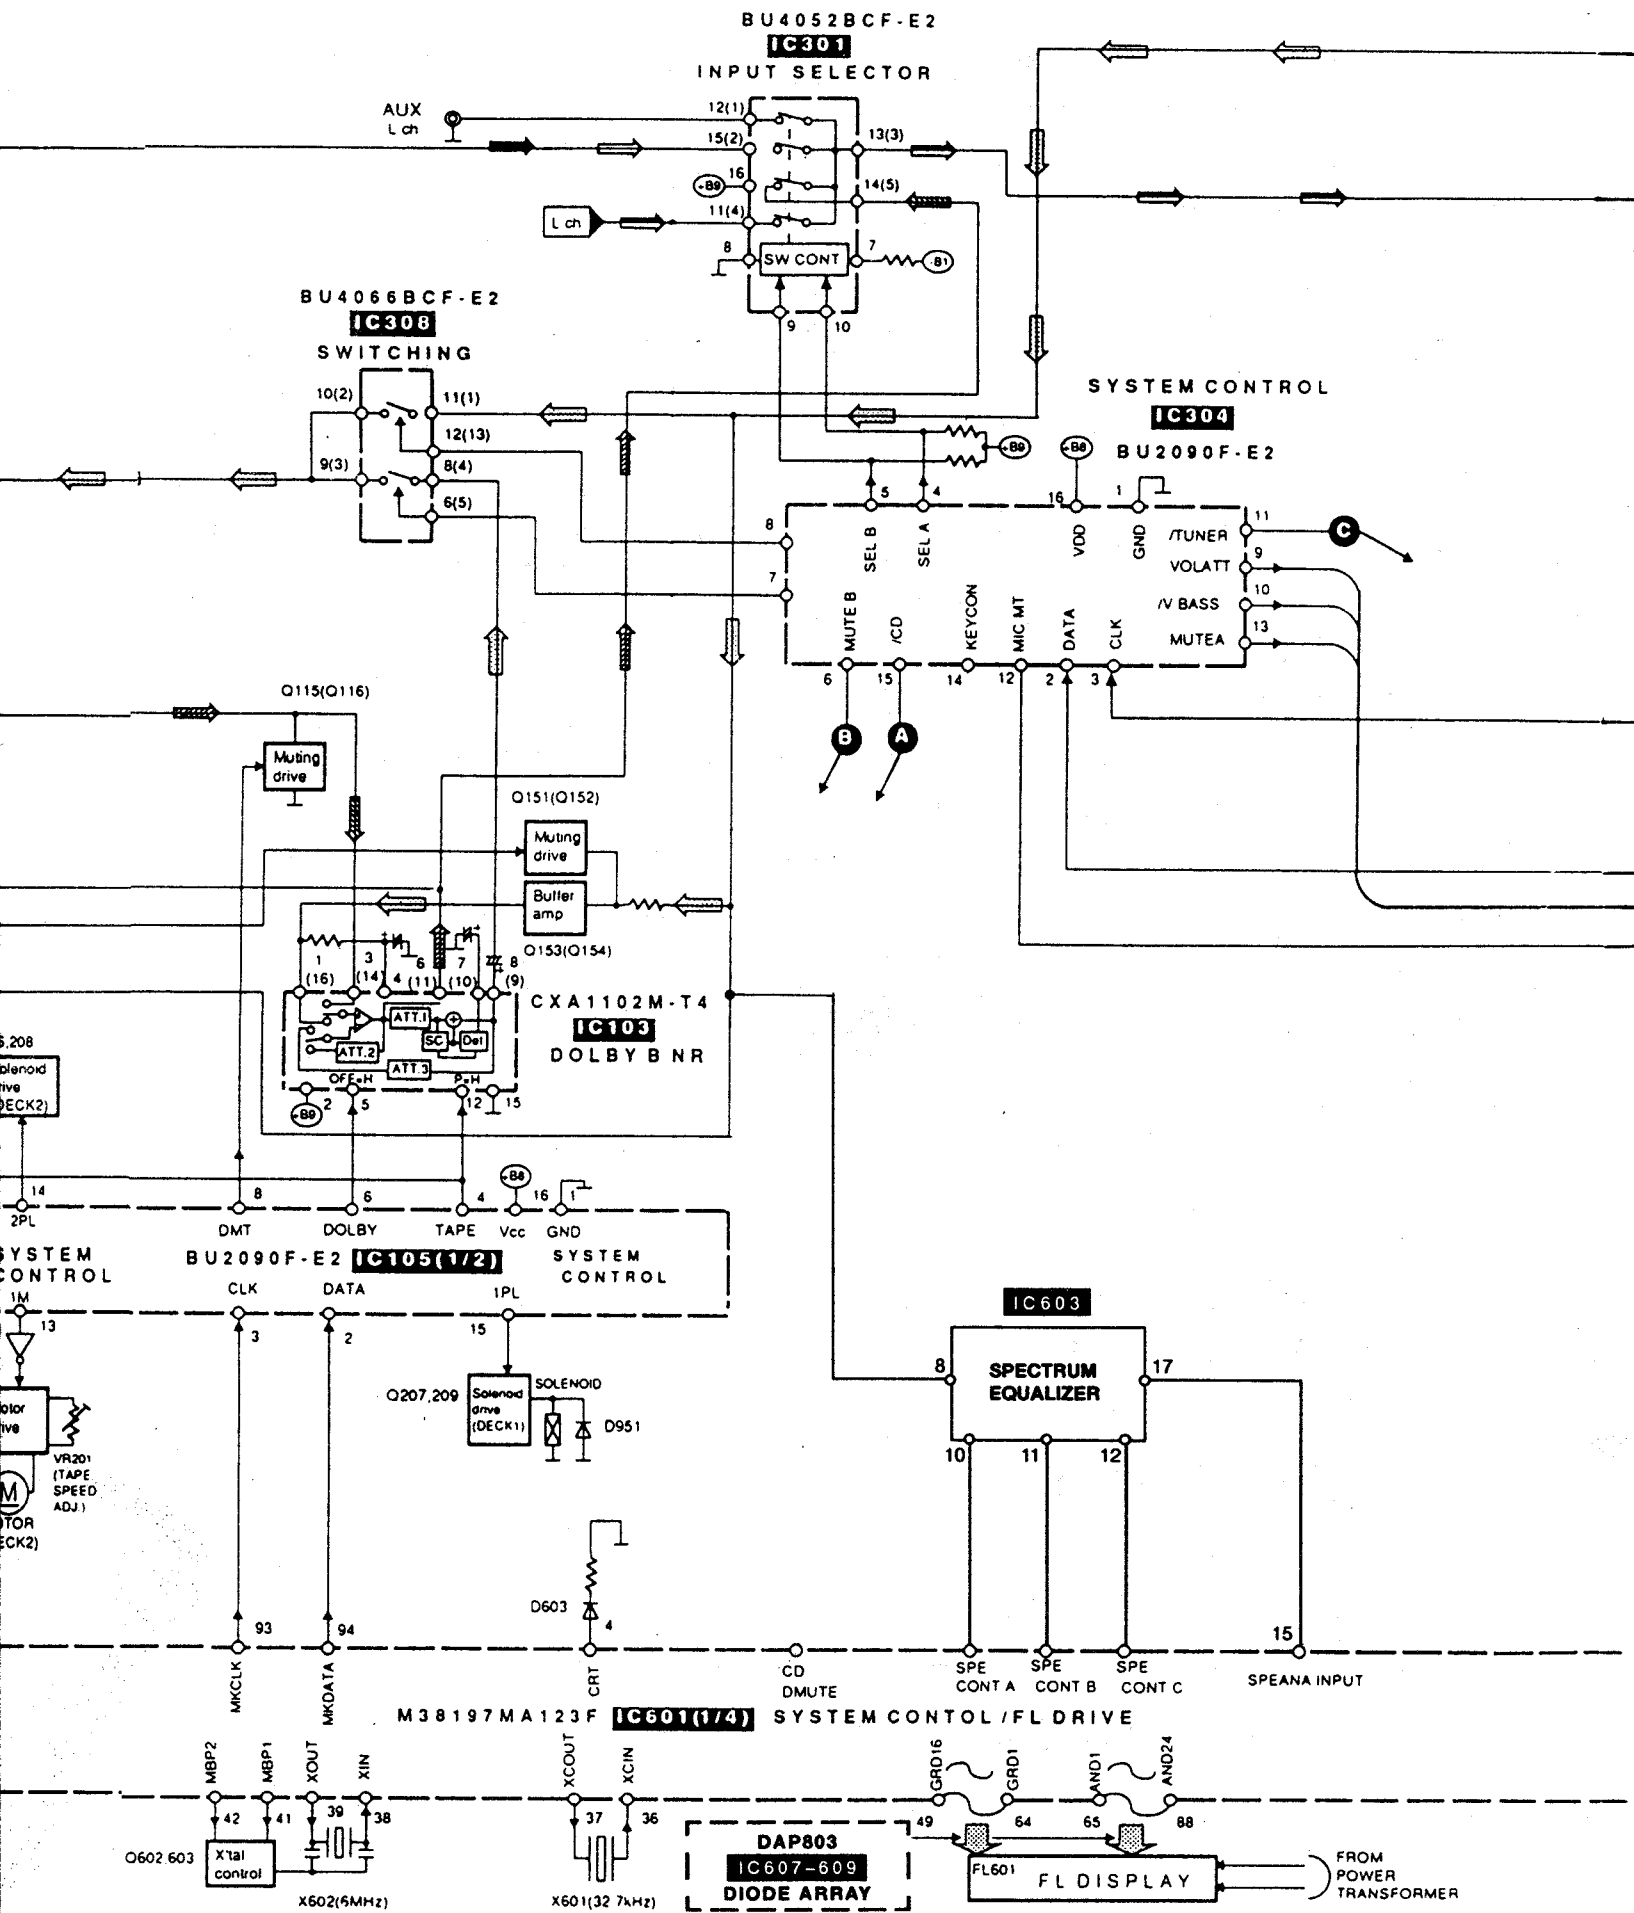 BU4052BCF-E2
IC301
INPUT SELECTOR
AUX
L ch
12(1)
15(2)
13(3)
16
+B9
14(5)
L ch
11(4)
8
SW CONT
7
-B1
9
10
BU4066BCF-E2
IC308
SWITCHING
10(2)
11(1)
12(13)
9(3)
8(4)
6(5)
SYSTEM CONTROL
IC304
BU2090F-E2
+B9
+B8
5
4
16
1
8
7
SEL B
SEL A
VDD
GND
/TUNER
11
C
VOLATT
9
/V BASS
10
MUTEA
13
MUTE B
/CD
KEYCON
MIC MT
DATA
CLK
6
15
14
12
2
3
B
A
Q115(Q116)
Muting
drive
Q151(Q152)
Muting
drive
Buffer
amp
Q153(Q154)
1
3
4
6
7
8
(16)
(14)
(11)
(10)
(9)
CXA1102M-T4
IC103
DOLBY B NR
ATT.1
ATT.2
SC
Det
ATT.3
OFF=H
P=H
+B9
2
5
12
15
5,208
olenoid
ive
DECK2)
14
8
6
4
+B8
16
1
2PL
DMT
DOLBY
TAPE
Vcc
GND
SYSTEM
CONTROL
BU2090F-E2 IC105(1/2)
SYSTEM
CONTROL
1M
CLK
DATA
1PL
13
3
2
15
otor
ive
VR201
(TAPE
SPEED
ADJ.)
M
TOR
ECK2)
Q207,209
Solenoid
drive
(DECK1)
SOLENOID
D951
IC603
8
SPECTRUM
EQUALIZER
17
10
11
12
D603
93
94
4
15
MKCLK
MKDATA
CRT
CD
DMUTE
SPE
CONT A
SPE
CONT B
SPE
CONT C
SPEANA INPUT
M38197MA123F IC601(1/4) SYSTEM CONTOL/FL DRIVE
MBP2
MBP1
XOUT
XIN
XCOUT
XCIN
GRD16
GRD1
AND1
AND24
42
41
39
38
37
36
49
64
65
88
Q602,603
X'tal
control
X602(6MHz)
X601(32.7kHz)
DAP803
IC607-609
DIODE ARRAY
FL601
FL DISPLAY
FROM
POWER
TRANSFORMER